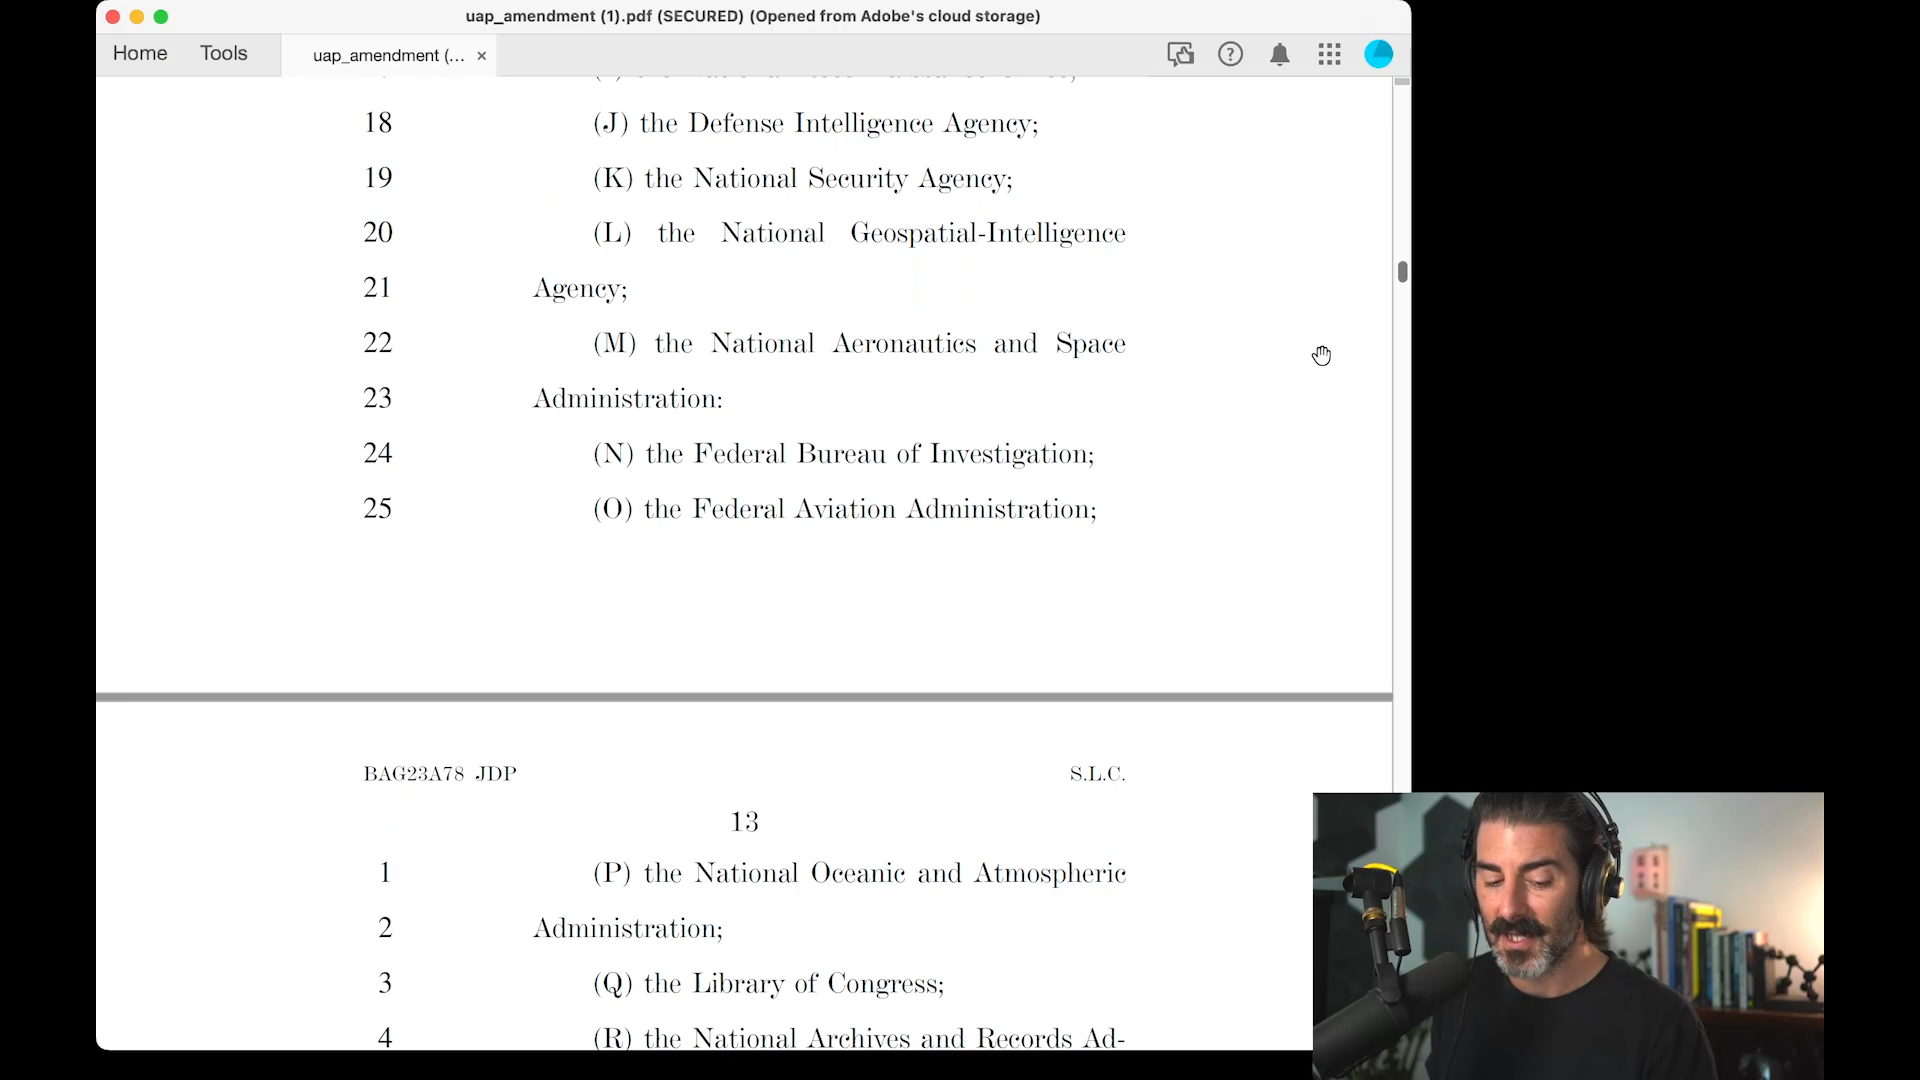 uap_amendment (1).pdf (SECURED) (Opened from Adobe's cloud storage)
Home Tools uap_amendment (... ×
18 (J) the Defense Intelligence Agency;
19 (K) the National Security Agency;
20 (L) the National Geospatial-Intelligence
21 Agency;
22 (M) the National Aeronautics and Space
23 Administration:
24 (N) the Federal Bureau of Investigation;
25 (O) the Federal Aviation Administration;
BAG23A78 JDP S.L.C.
13
1 (P) the National Oceanic and Atmospheric
2 Administration;
3 (Q) the Library of Congress;
4 (R) the National Archives and Records Ad-